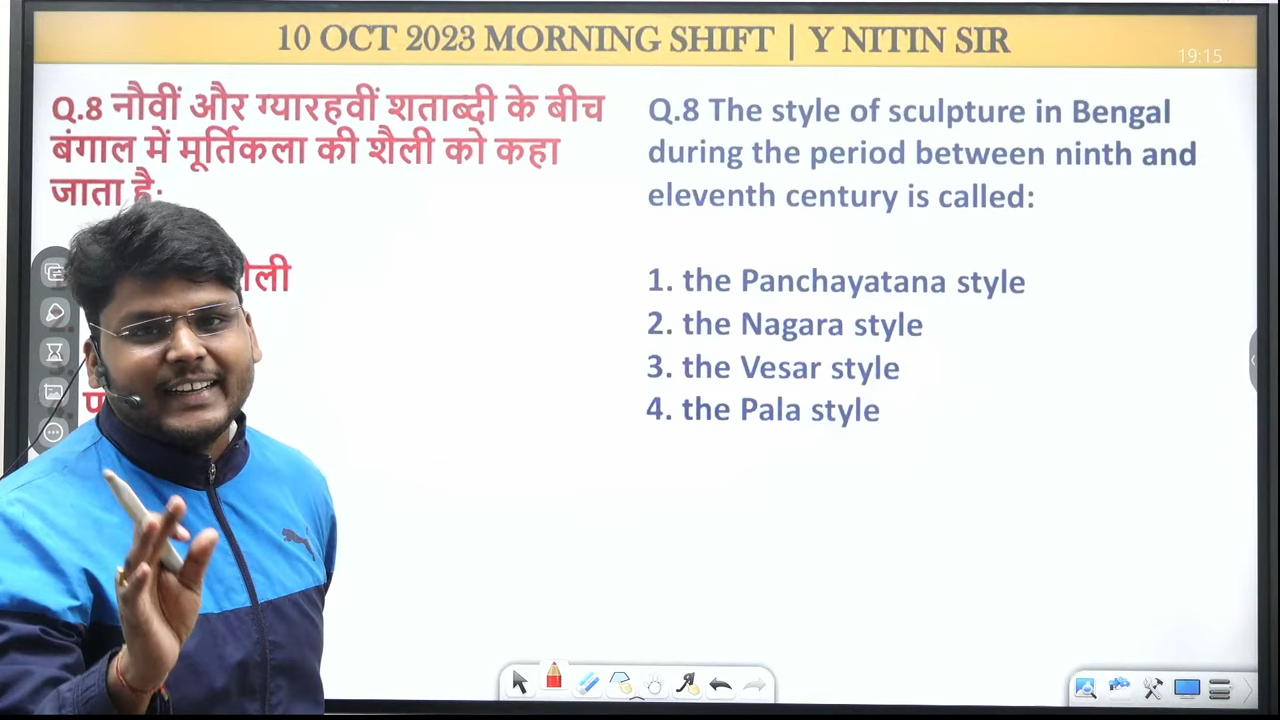 10 OCT 2023 MORNING SHIFT | Y NITIN SIR
19:15
Q.8 नौवीं और ग्यारहवीं शताब्दी के बीच
बंगाल में मूर्तिकला की शैली को कहा
जाता है:
Q.8 The style of sculpture in Bengal
during the period between ninth and
eleventh century is called:
1. the Panchayatana style
2. the Nagara style
3. the Vesar style
4. the Pala style